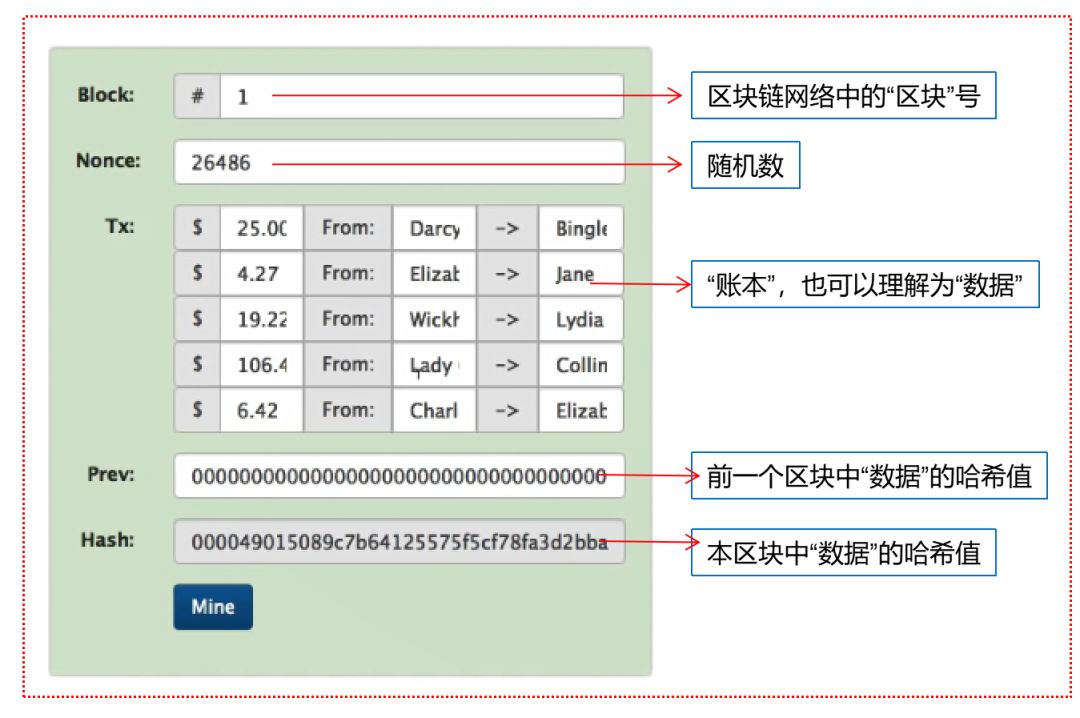 Block: # 1 区块链网络中的“区块”号
Nonce: 26486 随机数
Tx: $ 25.00 From: Darcy -> Bingle
$ 4.27 From: Elizab -> Jane
“账本”，也可以理解为“数据”
$ 19.22 From: Wickh -> Lydia
$ 106.4 From: Lady -> Collin
$ 6.42 From: Charl -> Elizab
Prev: 0000000000000000000000000000000000 前一个区块中“数据”的哈希值
Hash: 000049015089c7b64125575f5cf78fa3d2bba 本区块中“数据”的哈希值
Mine